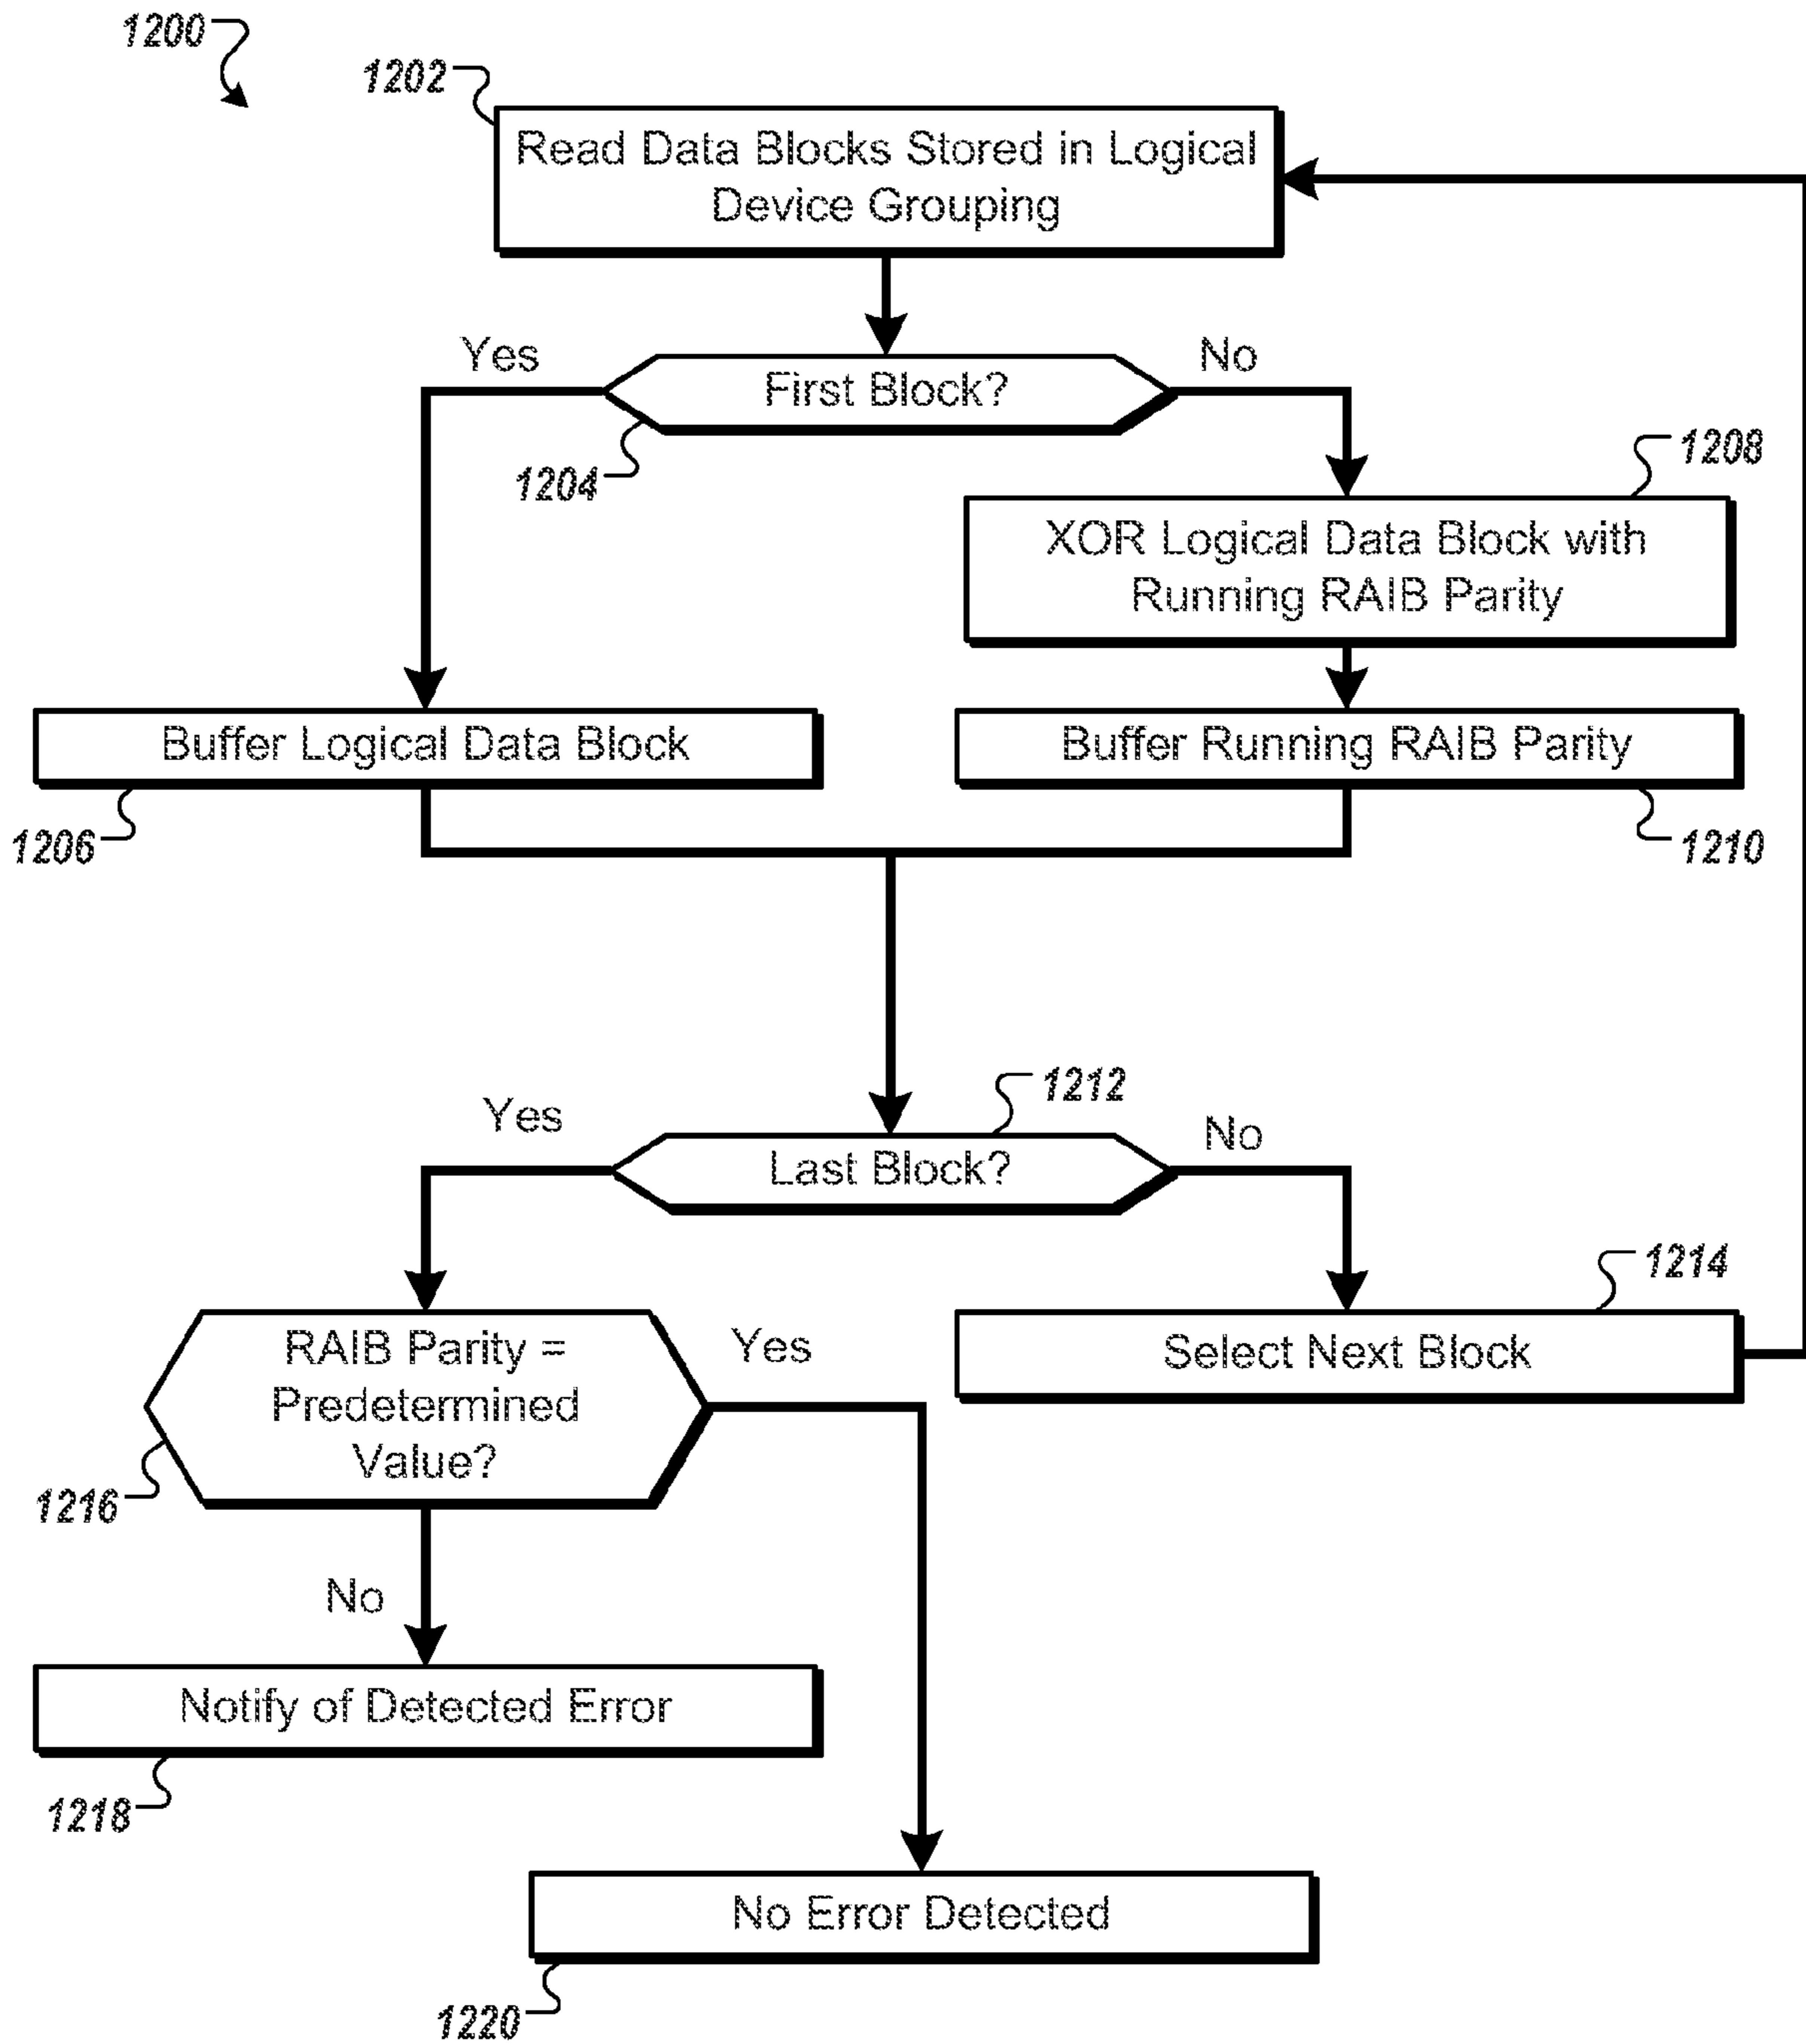 1200
1202
Read Data Blocks Stored in Logical
Device Grouping
Yes
No
First Block?
1204
1208
XOR Logical Data Block with
Running RAIB Parity
Buffer Logical Data Block
Buffer Running RAIB Parity
1206
1210
1212
Yes
No
Last Block?
1214
RAIB Parity =
Predetermined
Value?
Yes
Select Next Block
1216
No
Notify of Detected Error
1218
No Error Detected
1220